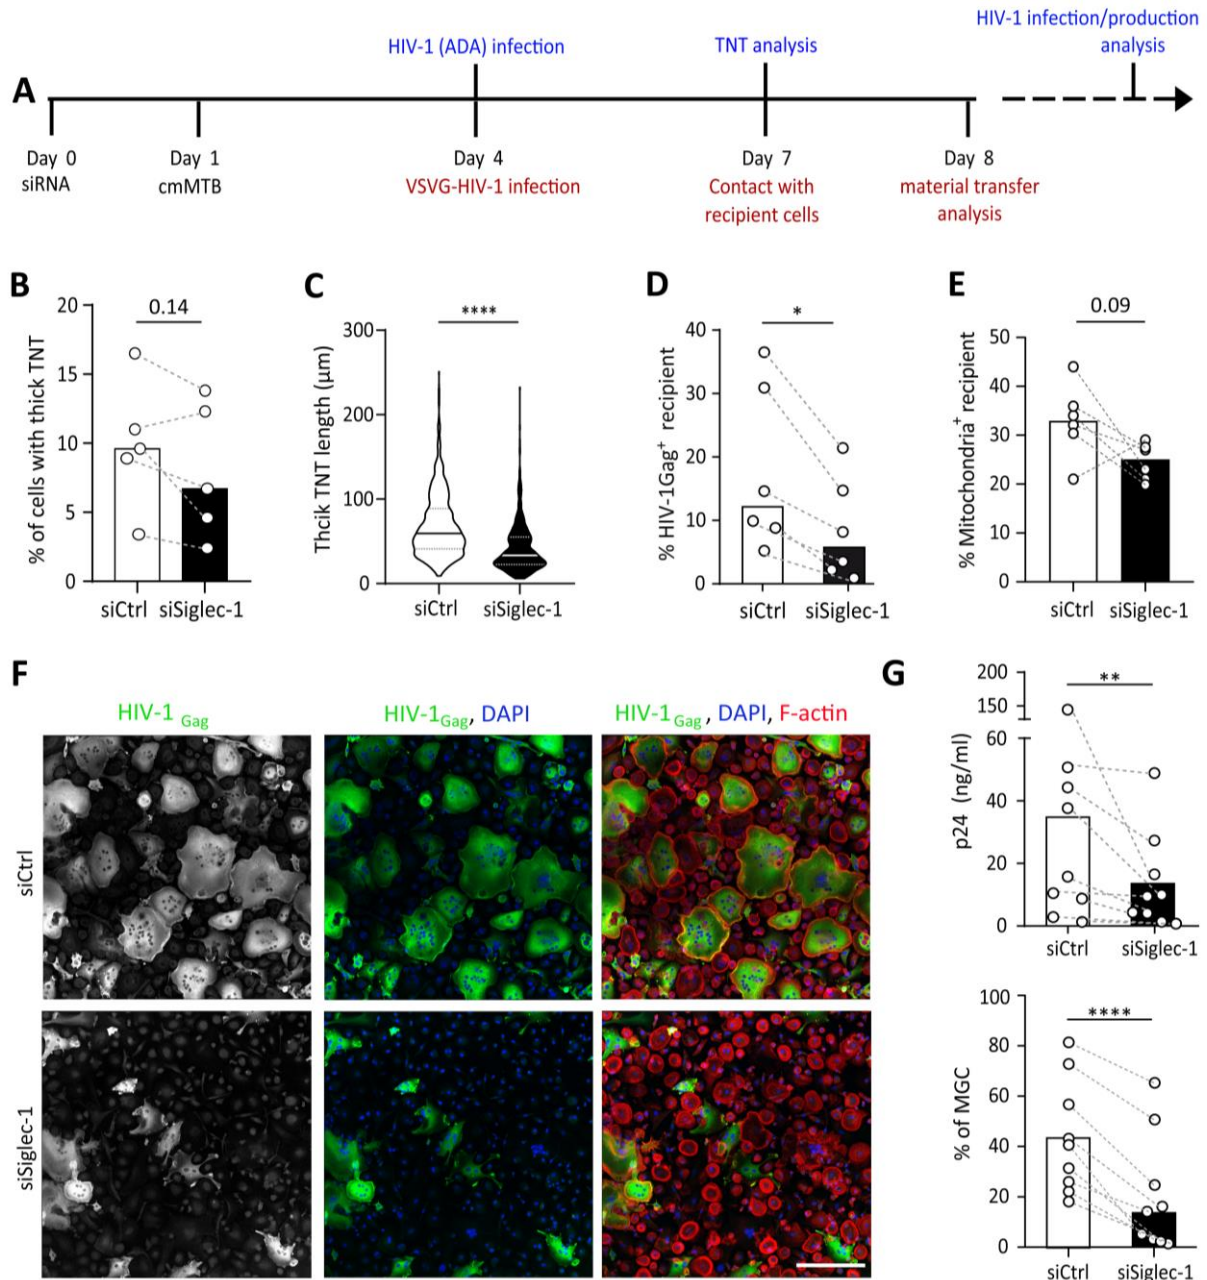 HIV-1 infection/production
analysis
HIV-1 (ADA) infection
TNT analysis
A
Day 0
siRNA
Day 1
cmMTB
Day 4
VSVG-HIV-1 infection
Day 7
Contact with
recipient cells
Day 8
material transfer
analysis
B
% of cells with thick TNT
20
15
10
5
0
0.14
siCtrl siSiglec-1
C
Thcik TNT length (µm)
300
200
100
0
****
siCtrl siSiglec-1
D
% HIV-1Gag+ recipient
40
30
20
10
0
*
siCtrl siSiglec-1
E
% Mitochondria+ recipient
50
40
30
20
10
0
0.09
siCtrl siSiglec-1
F
HIV-1 Gag
HIV-1Gag, DAPI
HIV-1Gag , DAPI, F-actin
siCtrl
siSiglec-1
G
p24 (ng/ml)
200
150
60
40
20
0
**
siCtrl siSiglec-1
% of MGC
100
80
60
40
20
0
****
siCtrl siSiglec-1